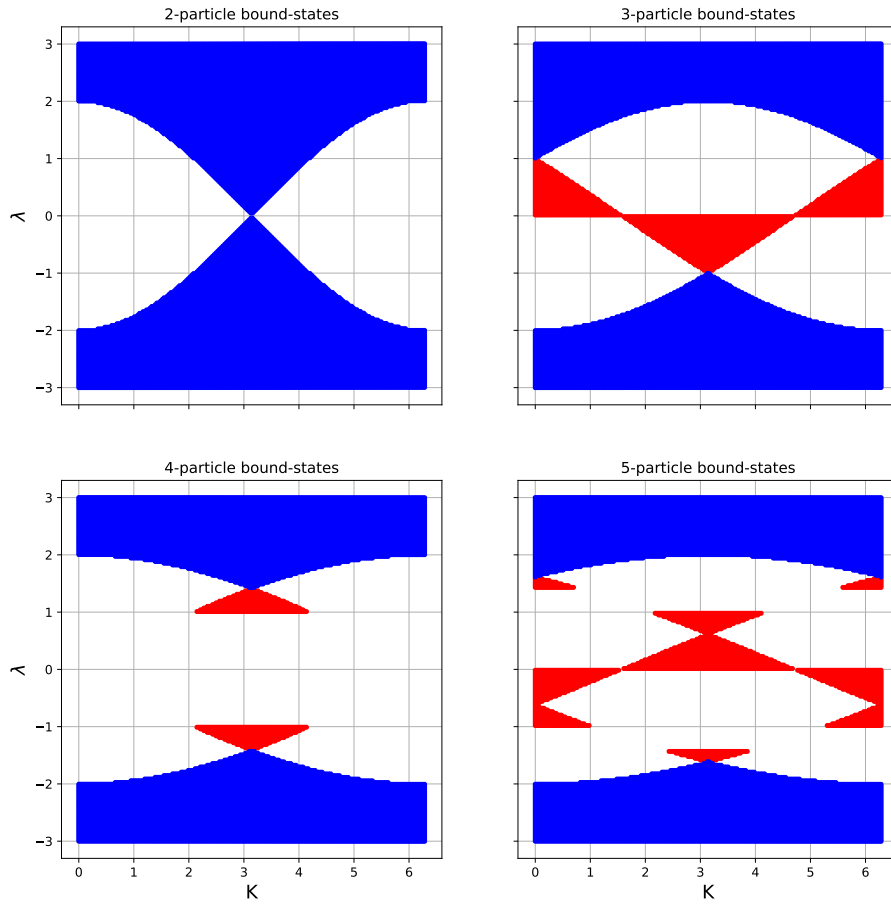 2-particle bound-states
3-particle bound-states
3
2
1
0
−1
−2
−3
λ
4-particle bound-states
5-particle bound-states
3
2
1
0
−1
−2
−3
λ
0 1 2 3 4 5 6
K
0 1 2 3 4 5 6
K